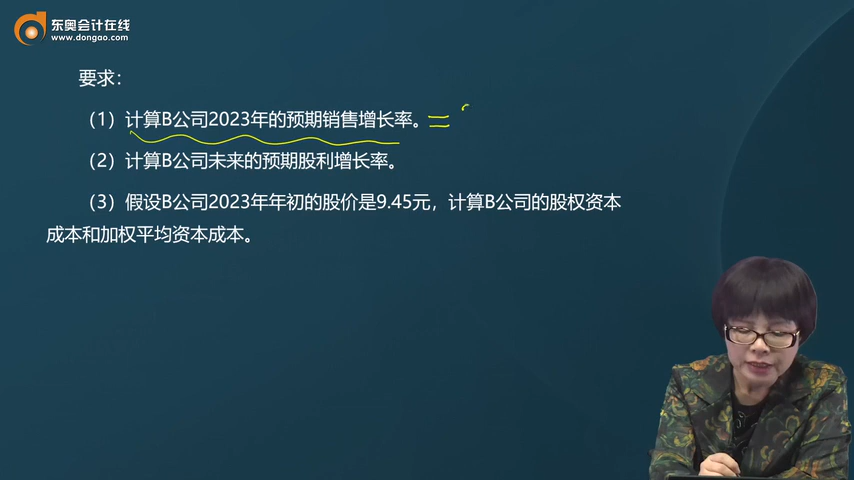 东奥会计在线
www.dongao.com
要求：
（1）计算B公司2023年的预期销售增长率。=
（2）计算B公司未来的预期股利增长率。
（3）假设B公司2023年年初的股价是9.45元，计算B公司的股权资本
成本和加权平均资本成本。